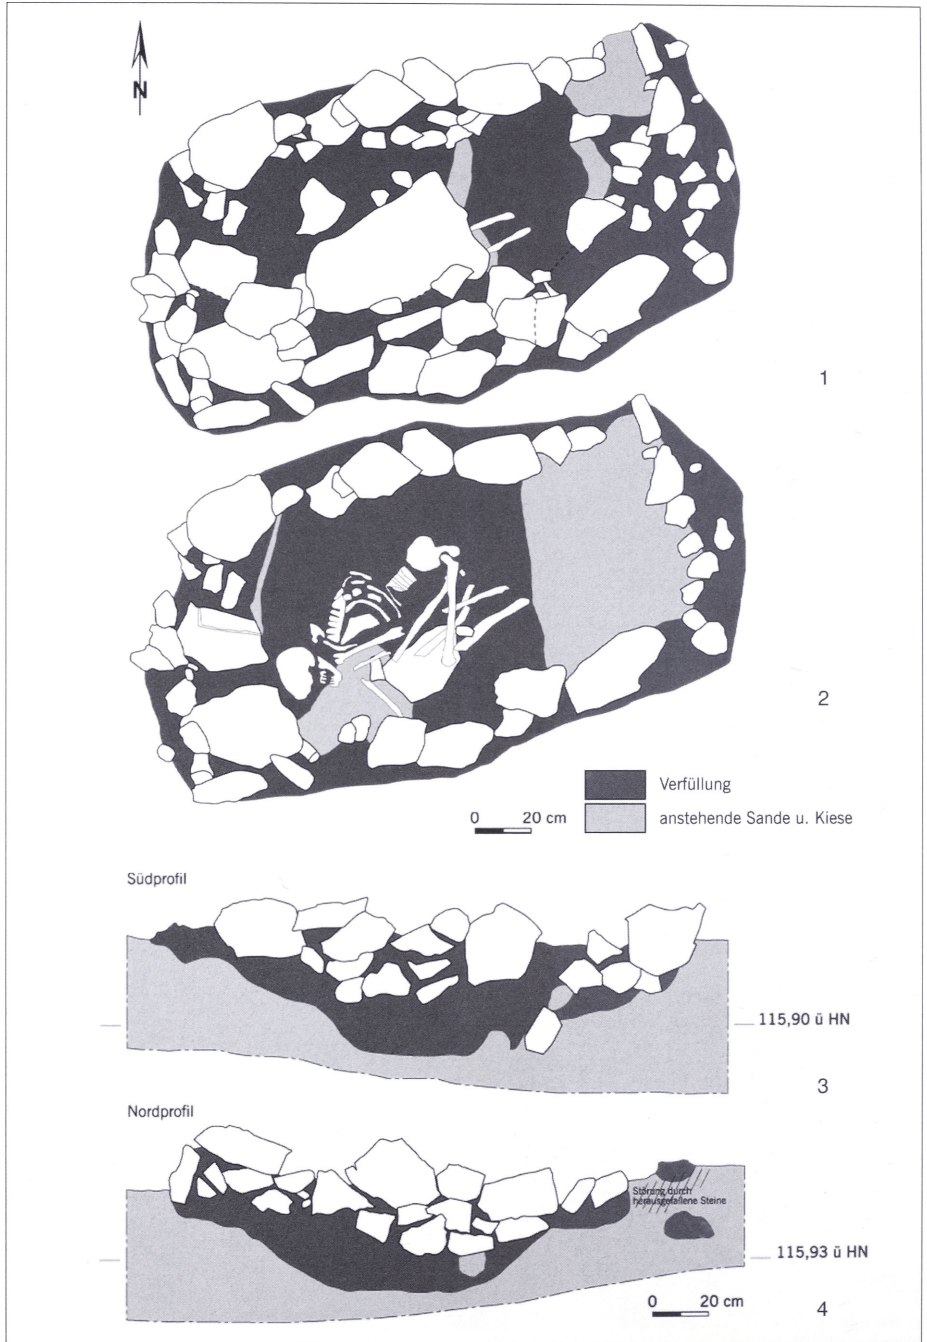 N
1
2
Verfüllung
0 20 cm
anstehende Sande u. Kiese
Südprofil
115,90 ü HN
3
Nordprofil
Störung durch
herausgefallene Steine
115,93 ü HN
0 20 cm
4